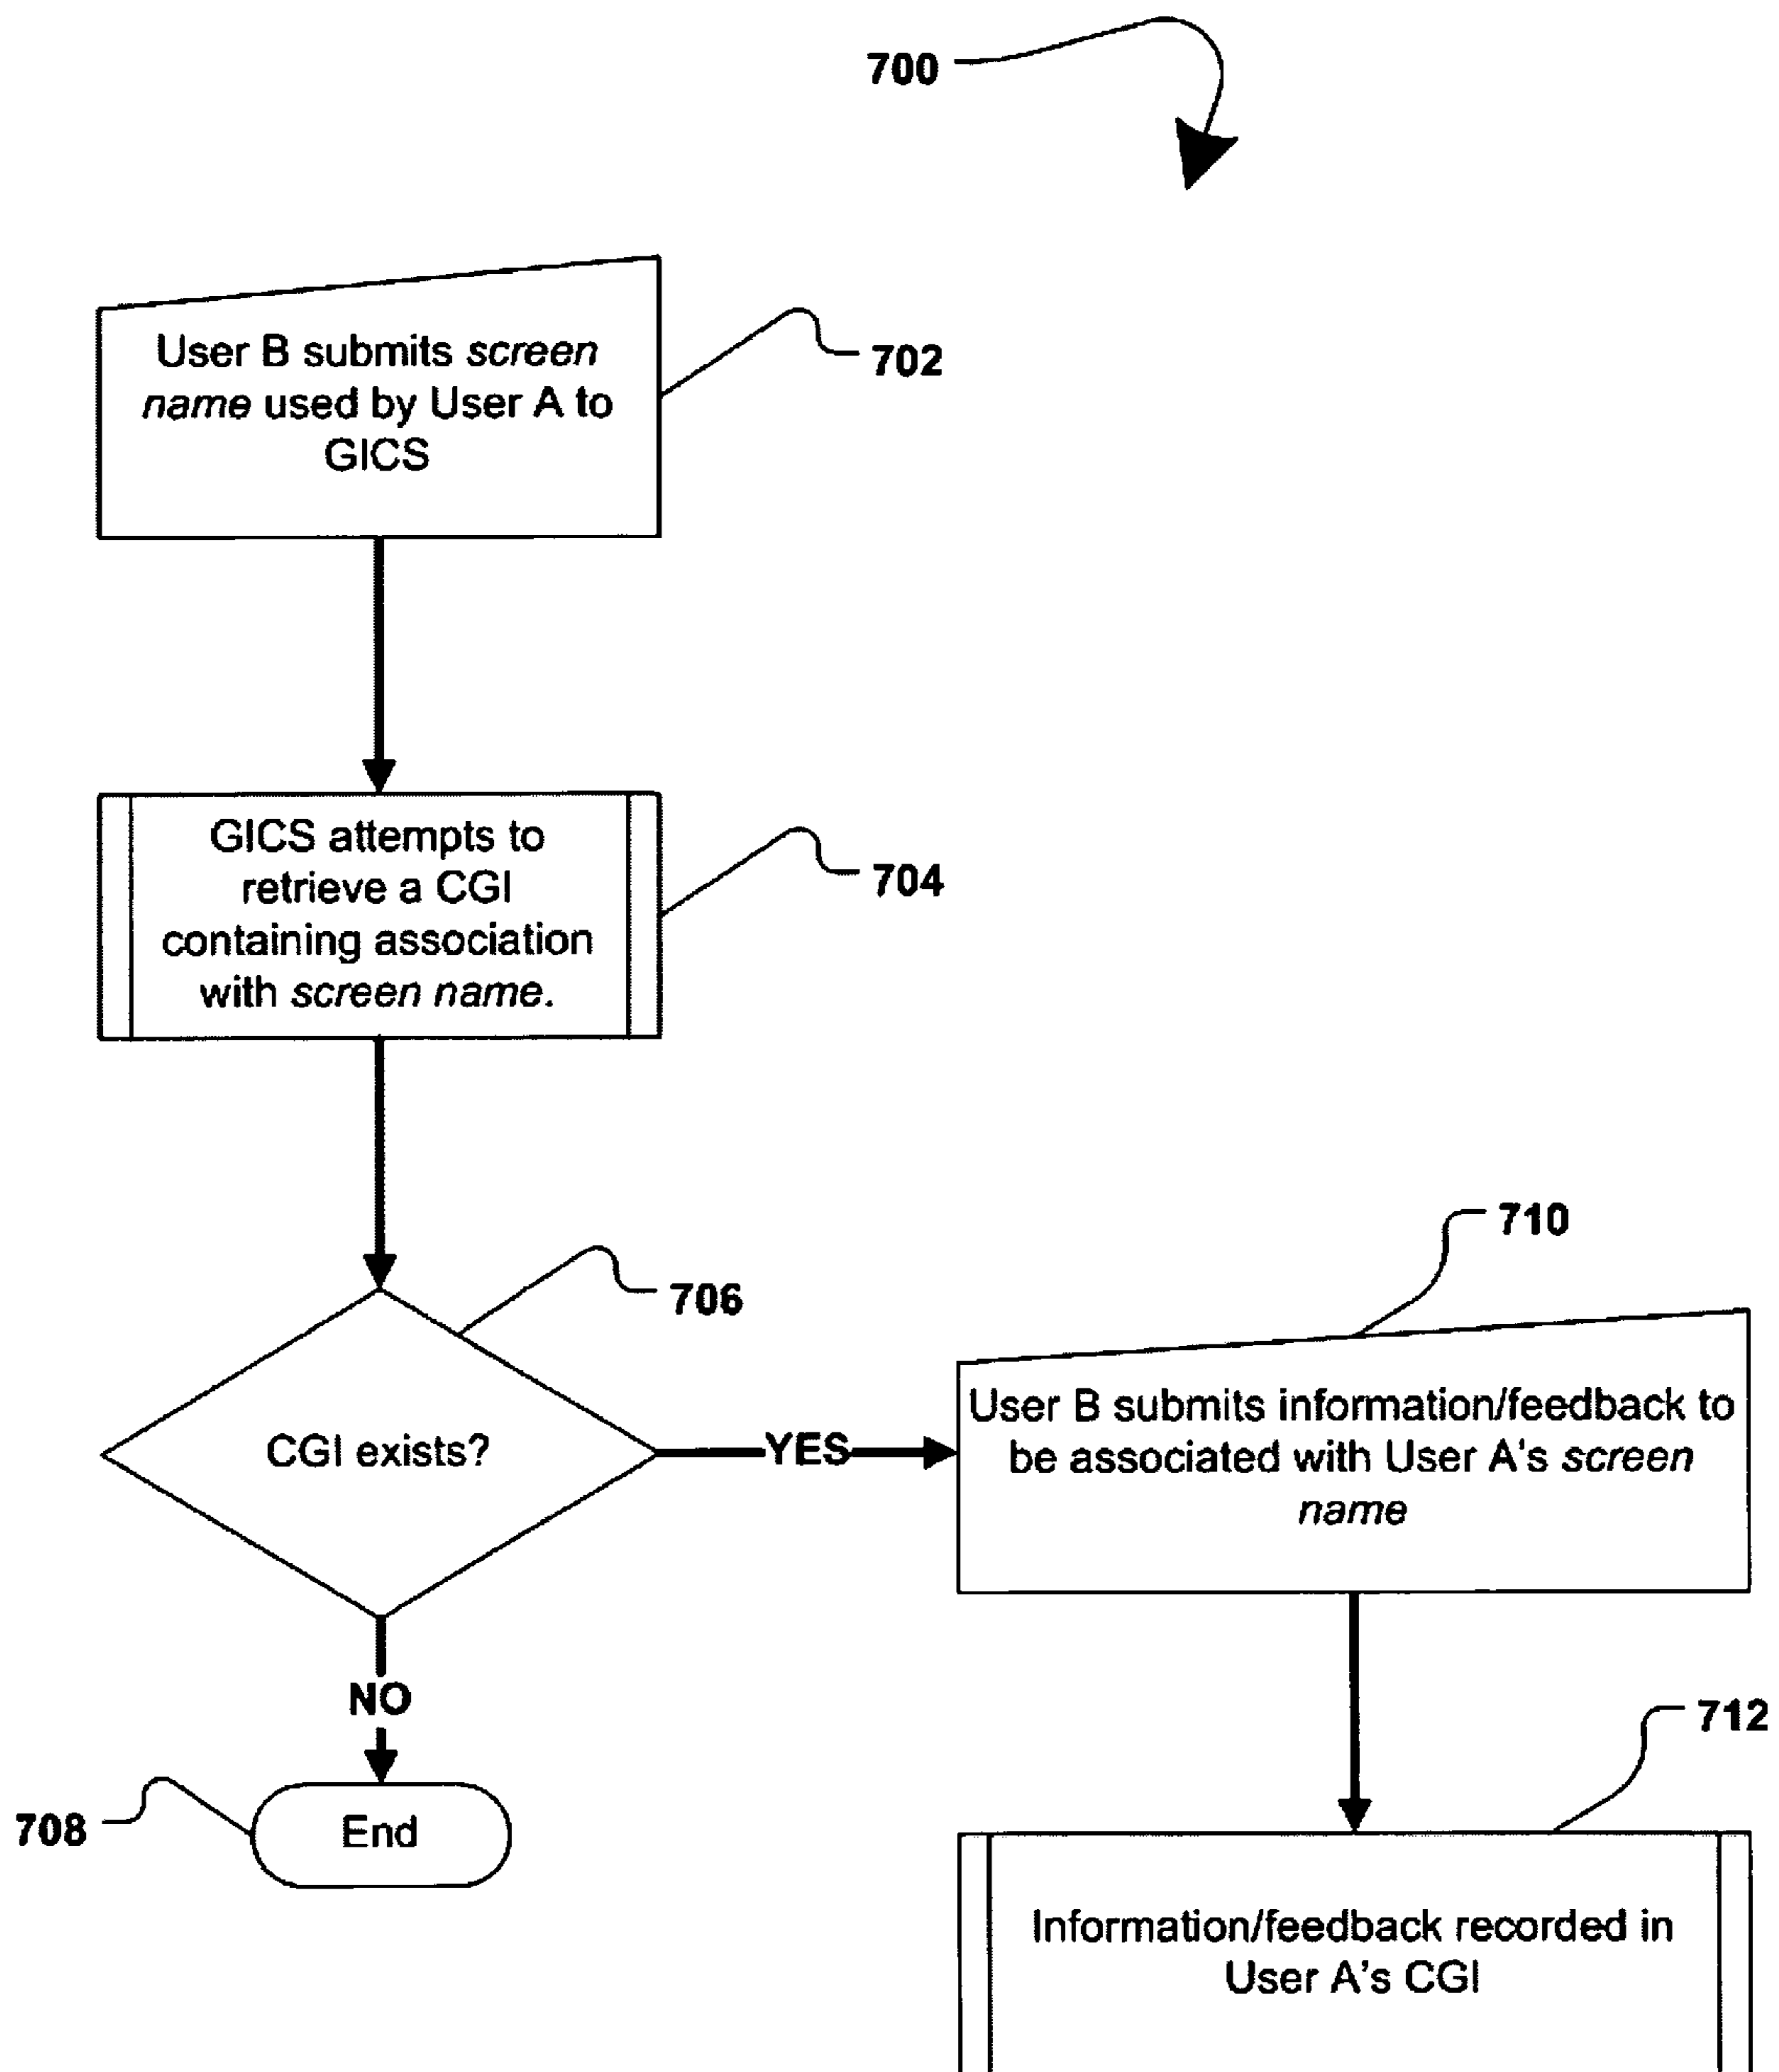 700
User B submits screen
name used by User A to
GICS
702
GICS attempts to
retrieve a CGI
containing association
with screen name.
704
CGI exists?
706
YES
710
User B submits information/feedback to
be associated with User A's screen
name
NO
708
End
712
Information/feedback recorded in
User A's CGI